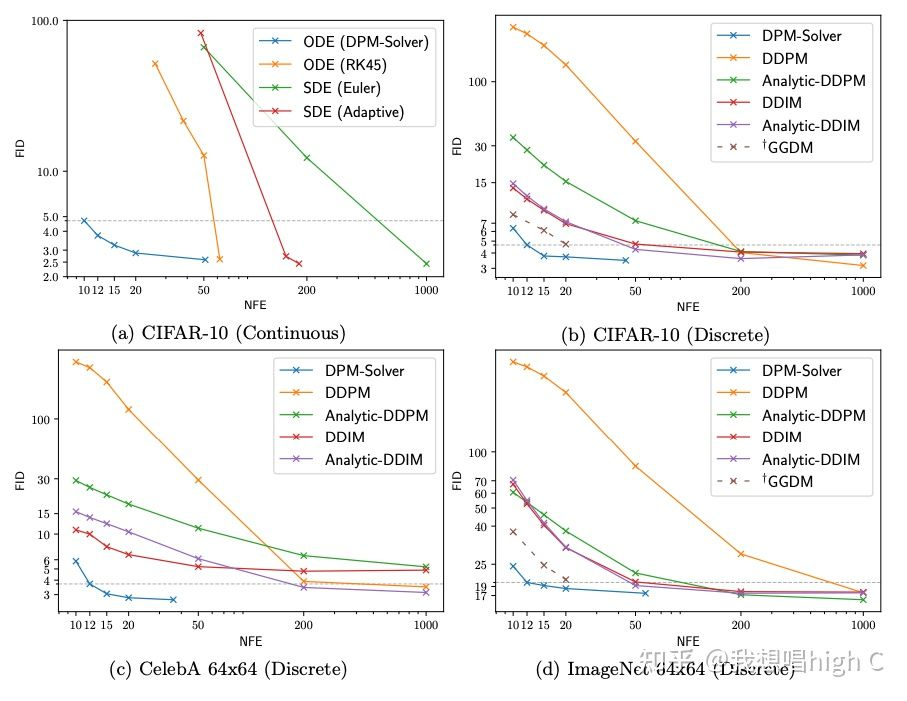 100.0
10.0
5.0
4.0
3.0
2.5
2.0
FID
ODE (DPM-Solver)
ODE (RK45)
SDE (Euler)
SDE (Adaptive)
10 12 15 20 50 200 1000
NFE
(a) CIFAR-10 (Continuous)
100
30
15
7
6
5
4
3
FID
DPM-Solver
DDPM
Analytic-DDPM
DDIM
Analytic-DDIM
†GGDM
10 12 15 20 50 200 1000
NFE
(b) CIFAR-10 (Discrete)
100
30
15
10
6
5
4
3
FID
DPM-Solver
DDPM
Analytic-DDPM
DDIM
Analytic-DDIM
10 12 15 20 50 200 1000
NFE
(c) CelebA 64x64 (Discrete)
100
70
60
50
40
25
19
17
FID
DPM-Solver
DDPM
Analytic-DDPM
DDIM
Analytic-DDIM
†GGDM
10 12 15 20 50 200 1000
NFE
(d) ImageNet 64x64 (Discrete)
知乎 @我想唱high C